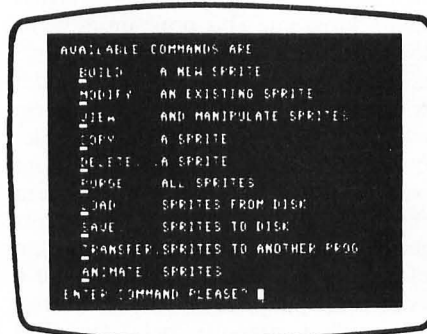 AVAILABLE COMMANDS ARE
BUILD A NEW SPRITE
MODIFY AN EXISTING SPRITE
VIEW AND MANIPULATE SPRITES
COPY A SPRITE
DELETE. .A SPRITE
PURGE ALL SPRITES
LOAD SPRITES FROM DISK
SAVE SPRITES TO DISK
TRANSFER.SPRITES TO ANOTHER PROG
ANIMATE SPRITES
ENTER COMMAND PLEASE?